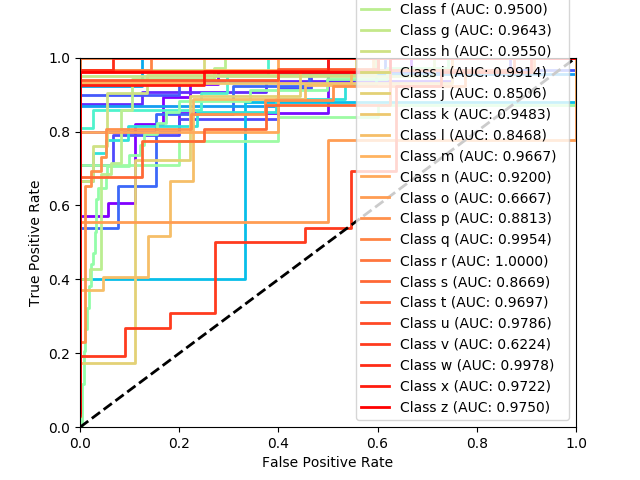 Class f (AUC: 0.9500)
Class g (AUC: 0.9643)
Class h (AUC: 0.9550)
Class i (AUC: 0.9914)
Class j (AUC: 0.8506)
Class k (AUC: 0.9483)
Class l (AUC: 0.8468)
Class m (AUC: 0.9667)
Class n (AUC: 0.9200)
Class o (AUC: 0.6667)
Class p (AUC: 0.8813)
Class q (AUC: 0.9954)
Class r (AUC: 1.0000)
Class s (AUC: 0.8669)
Class t (AUC: 0.9697)
Class u (AUC: 0.9786)
Class v (AUC: 0.6224)
Class w (AUC: 0.9978)
Class x (AUC: 0.9722)
Class z (AUC: 0.9750)
1.0
0.8
0.6
0.4
0.2
0.0
True Positive Rate
0.0 0.2 0.4 0.6 0.8 1.0
False Positive Rate